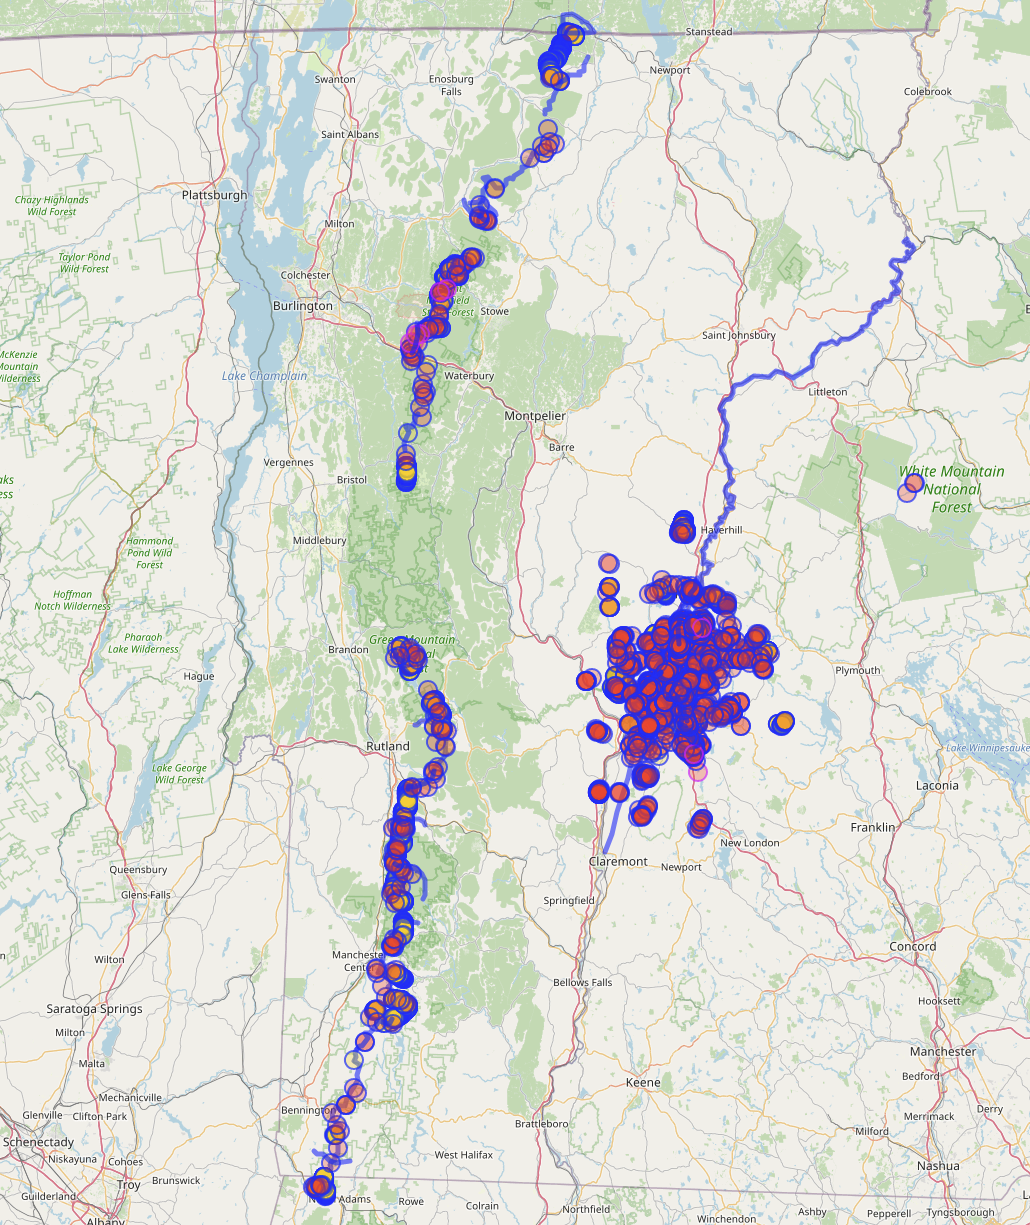 Stanstead
Newport
Swanton
Enosburg
Falls
Colebrook
Saint Albans
Plattsburgh
Chazy Highlands
Wild Forest
Milton
Taylor Pond
Wild Forest
Colchester
Burlington
Stowe
Saint Johnsbury
McKenzie
Mountain
Wilderness
Lake Champlain
Waterbury
Littleton
Montpelier
Barre
Vergennes
Bristol
White Mountain
National
Forest
Haverhill
Hammond
Pond Wild
Forest
Middlebury
Hoffman
Notch Wilderness
Pharaoh
Lake Wilderness
Brandon
Green Mountain
Plymouth
Hague
Rutland
Lake Winnipesauke
Lake George
Wild Forest
Laconia
Franklin
New London
Claremont
Newport
Queensbury
Glens Falls
Springfield
Concord
Manchester
Wilton
Bellows Falls
Saratoga Springs
Hooksett
Milton
Malta
Manchester
Bedford
Keene
Mechanicville
Bennington
Glenville
Clifton Park
Derry
Merrimack
Brattleboro
Milford
Schenectady
Niskayuna
Cohoes
West Halifax
Nashua
Troy
Brunswick
Guilderland
Adams
Rowe
Colrain
Northfield
Ashby
Pepperell
Tyngsborough
Winchendon
Albany